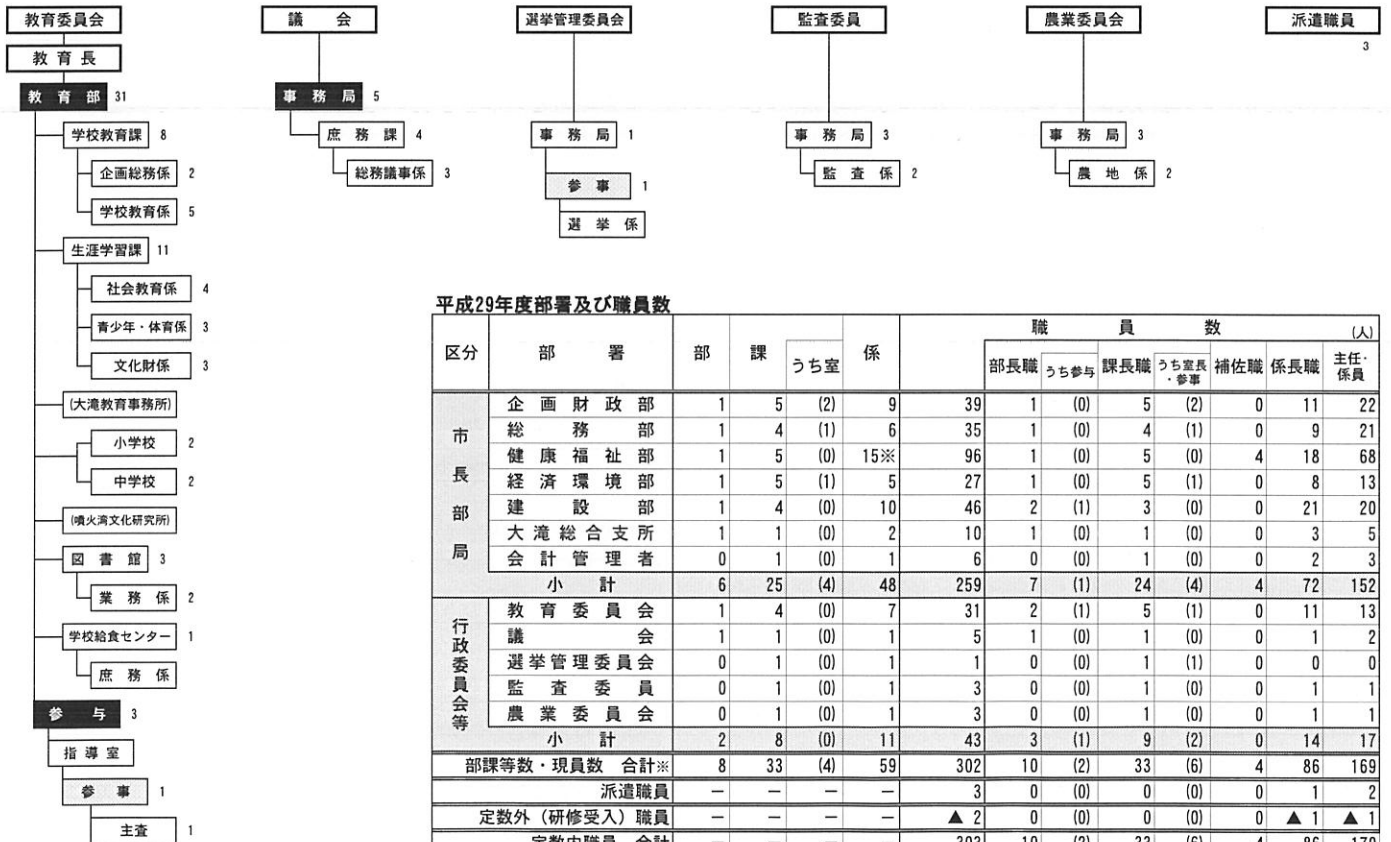 教育委員会 議 会 選挙管理委員会 監査委員 農業委員会 派遣職員
3
教 育 長
教 育 部 31
事 務 局 5
学校教育課 8
庶 務 課 4
事 務 局 1
事 務 局 3
事 務 局 3
企画総務係 2
総務議事係 3
参 事 1
監 査 係 2
農 地 係 2
学校教育係 5
選 挙 係
生涯学習課 11
社会教育係 4
青少年・体育係 3
文化財係 3
(大滝教育事務所)
小学校 2
中学校 2
(噴火湾文化研究所)
図 書 館 3
業 務 係 2
学校給食センター 1
庶 務 係
参 与 3
指 導 室
参 事 1
主査 1
平成29年度部署及び職員数
区分 部 署 部 課 うち室 係 職 員 数 (人)
部長職 うち参与 課長職 うち室長・参事 補佐職 係長職 主任・係員
市長部局
企 画 財 政 部 1 5 (2) 9 39 1 (0) 5 (2) 0 11 22
総 務 部 1 4 (1) 6 35 1 (0) 4 (1) 0 9 21
健 康 福 祉 部 1 5 (0) 15※ 96 1 (0) 5 (0) 4 18 68
経 済 環 境 部 1 5 (1) 5 27 1 (0) 5 (1) 0 8 13
建 設 部 1 4 (0) 10 46 2 (1) 3 (0) 0 21 20
大 滝 総 合 支 所 1 1 (0) 2 10 1 (0) 1 (0) 0 3 5
会 計 管 理 者 0 1 (0) 1 6 0 (0) 1 (0) 0 2 3
小 計 6 25 (4) 48 259 7 (1) 24 (4) 4 72 152
行政委員会等
教 育 委 員 会 1 4 (0) 7 31 2 (1) 5 (1) 0 11 13
議 会 1 1 (0) 1 5 1 (0) 1 (0) 0 1 2
選 挙 管 理 委 員 会 0 1 (0) 1 1 0 (0) 1 (1) 0 0 0
監 査 委 員 0 1 (0) 1 3 0 (0) 1 (0) 0 1 1
農 業 委 員 会 0 1 (0) 1 3 0 (0) 1 (0) 0 1 1
小 計 2 8 (0) 11 43 3 (1) 9 (2) 0 14 17
部課等数・現員数 合計※ 8 33 (4) 59 302 10 (2) 33 (6) 4 86 169
派遣職員 － － － － 3 0 (0) 0 (0) 0 1 2
定数外（研修受入）職員 － － － － ▲ 2 0 (0) 0 (0) 0 ▲ 1 ▲ 1
定数内職員 合計 － － － － 303 10 (2) 33 (6) 4 86 170